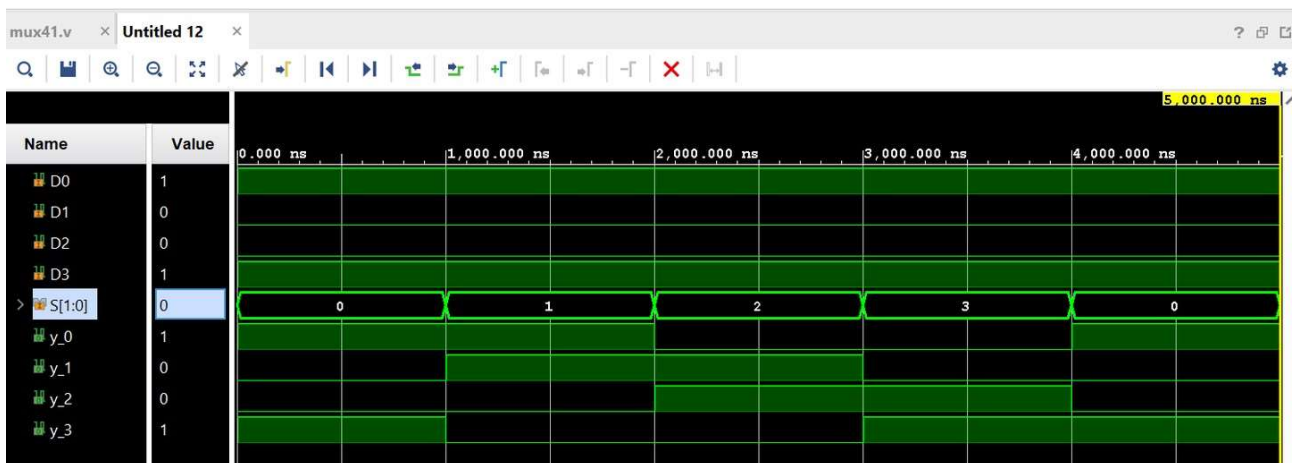 mux41.v × Untitled 12 × ?
5,000.000 ns
Name Value 0.000 ns 1,000.000 ns 2,000.000 ns 3,000.000 ns 4,000.000 ns
D0 1
D1 0
D2 0
D3 1
> S[1:0] 0 0 1 2 3 0
y_0 1
y_1 0
y_2 0
y_3 1